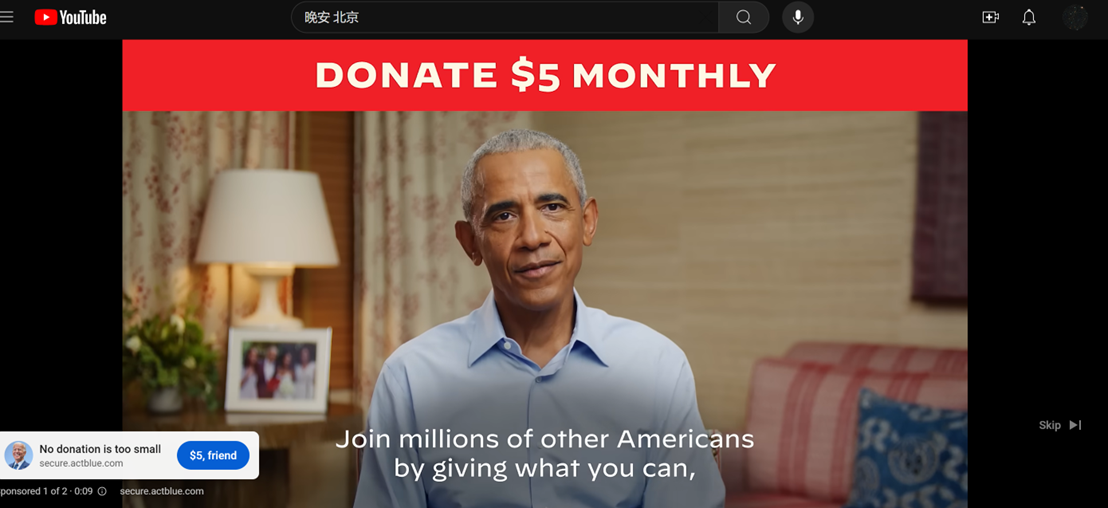 YouTube
晚安 北京
DONATE $5 MONTHLY
Join millions of other Americans
by giving what you can,
Skip
No donation is too small
secure.actblue.com
$5, friend
ponsored 1 of 2 · 0:09
secure.actblue.com